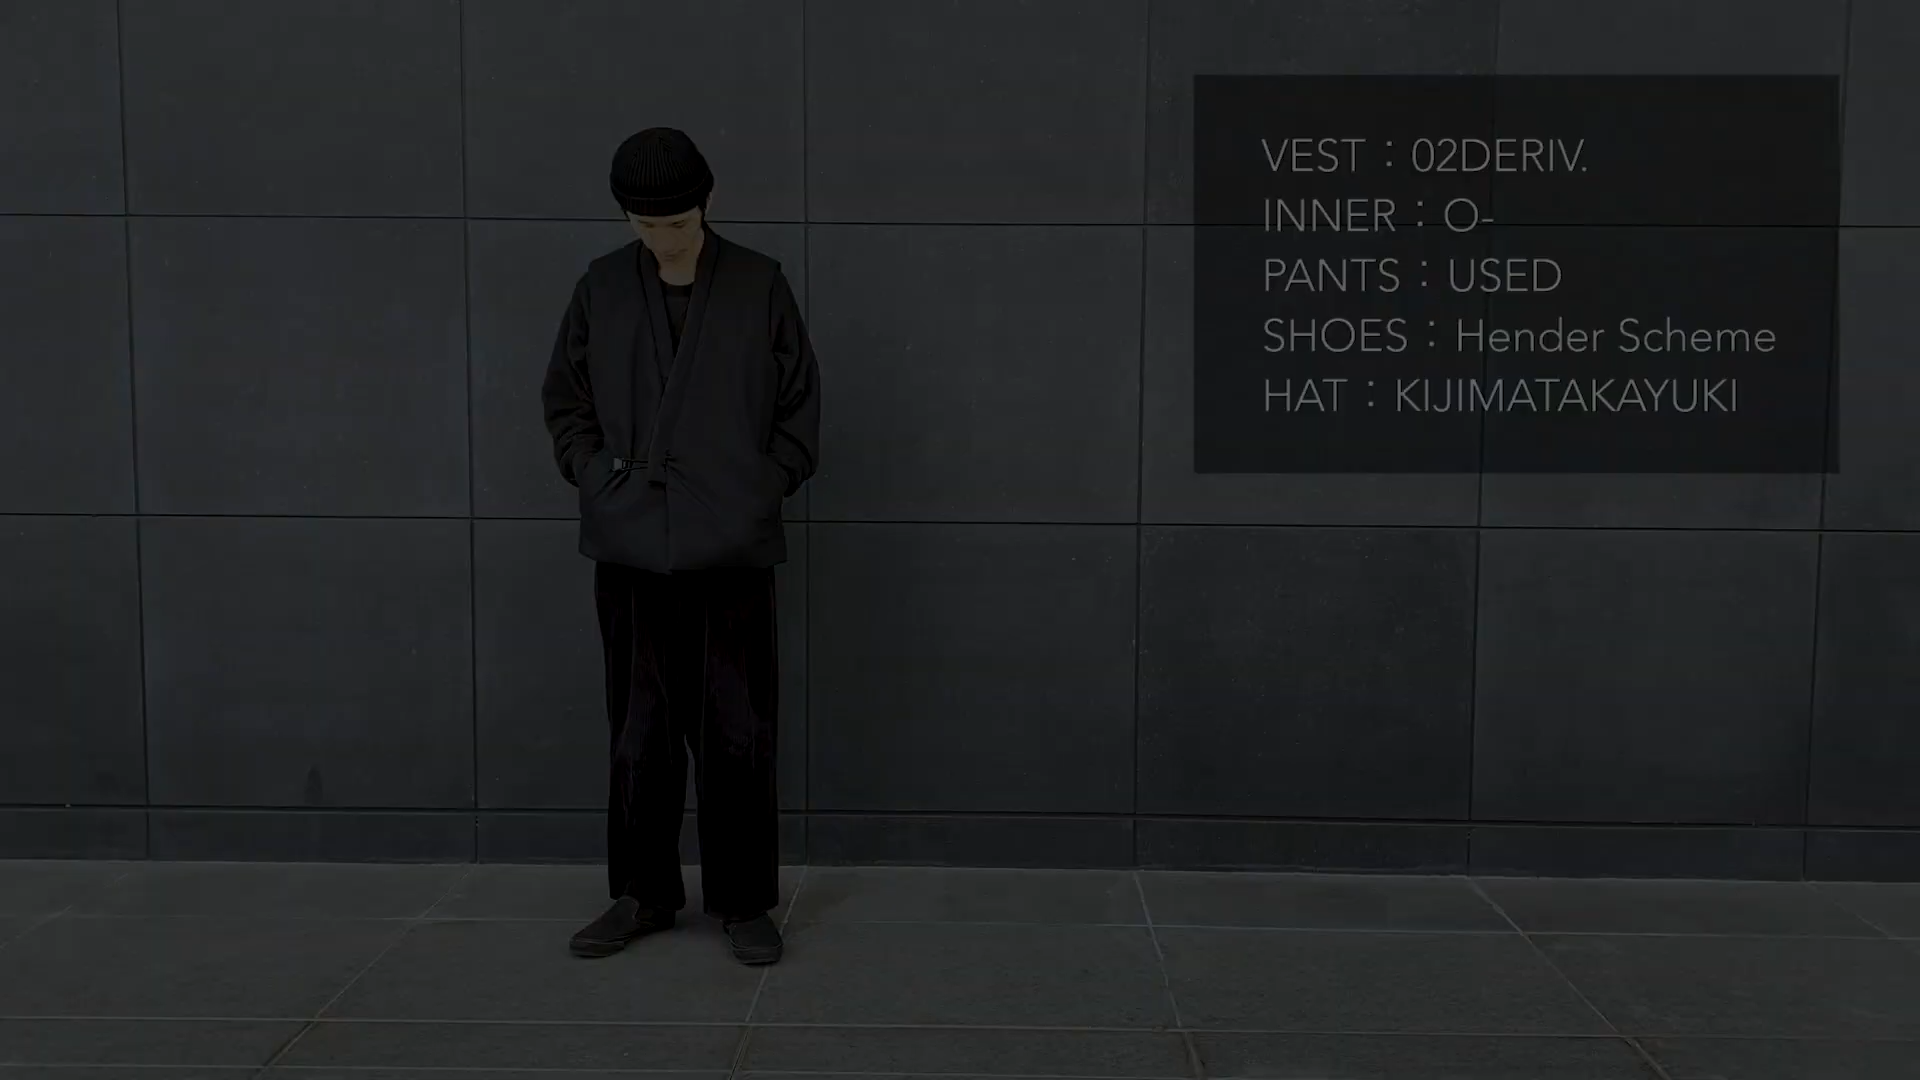 VEST：02DERIV.
INNER：O-
PANTS：USED
SHOES：Hender Scheme
HAT：KIJIMATAKAYUKI